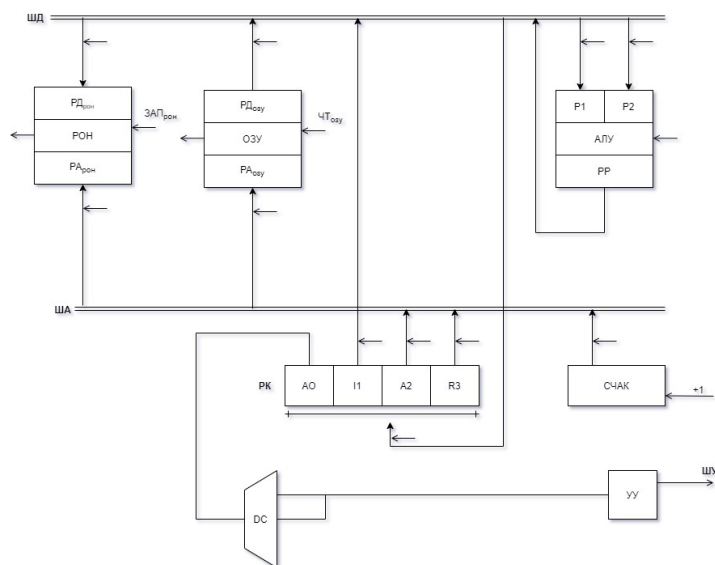 ШД
РДрон
РДозу
Р1
Р2
ЗАПрон
РОН
ОЗУ
ЧТозу
АЛУ
РАрон
РАозу
РР
ША
РК
АО
I1
А2
R3
СЧАК
+1
ШУ
DC
УУ